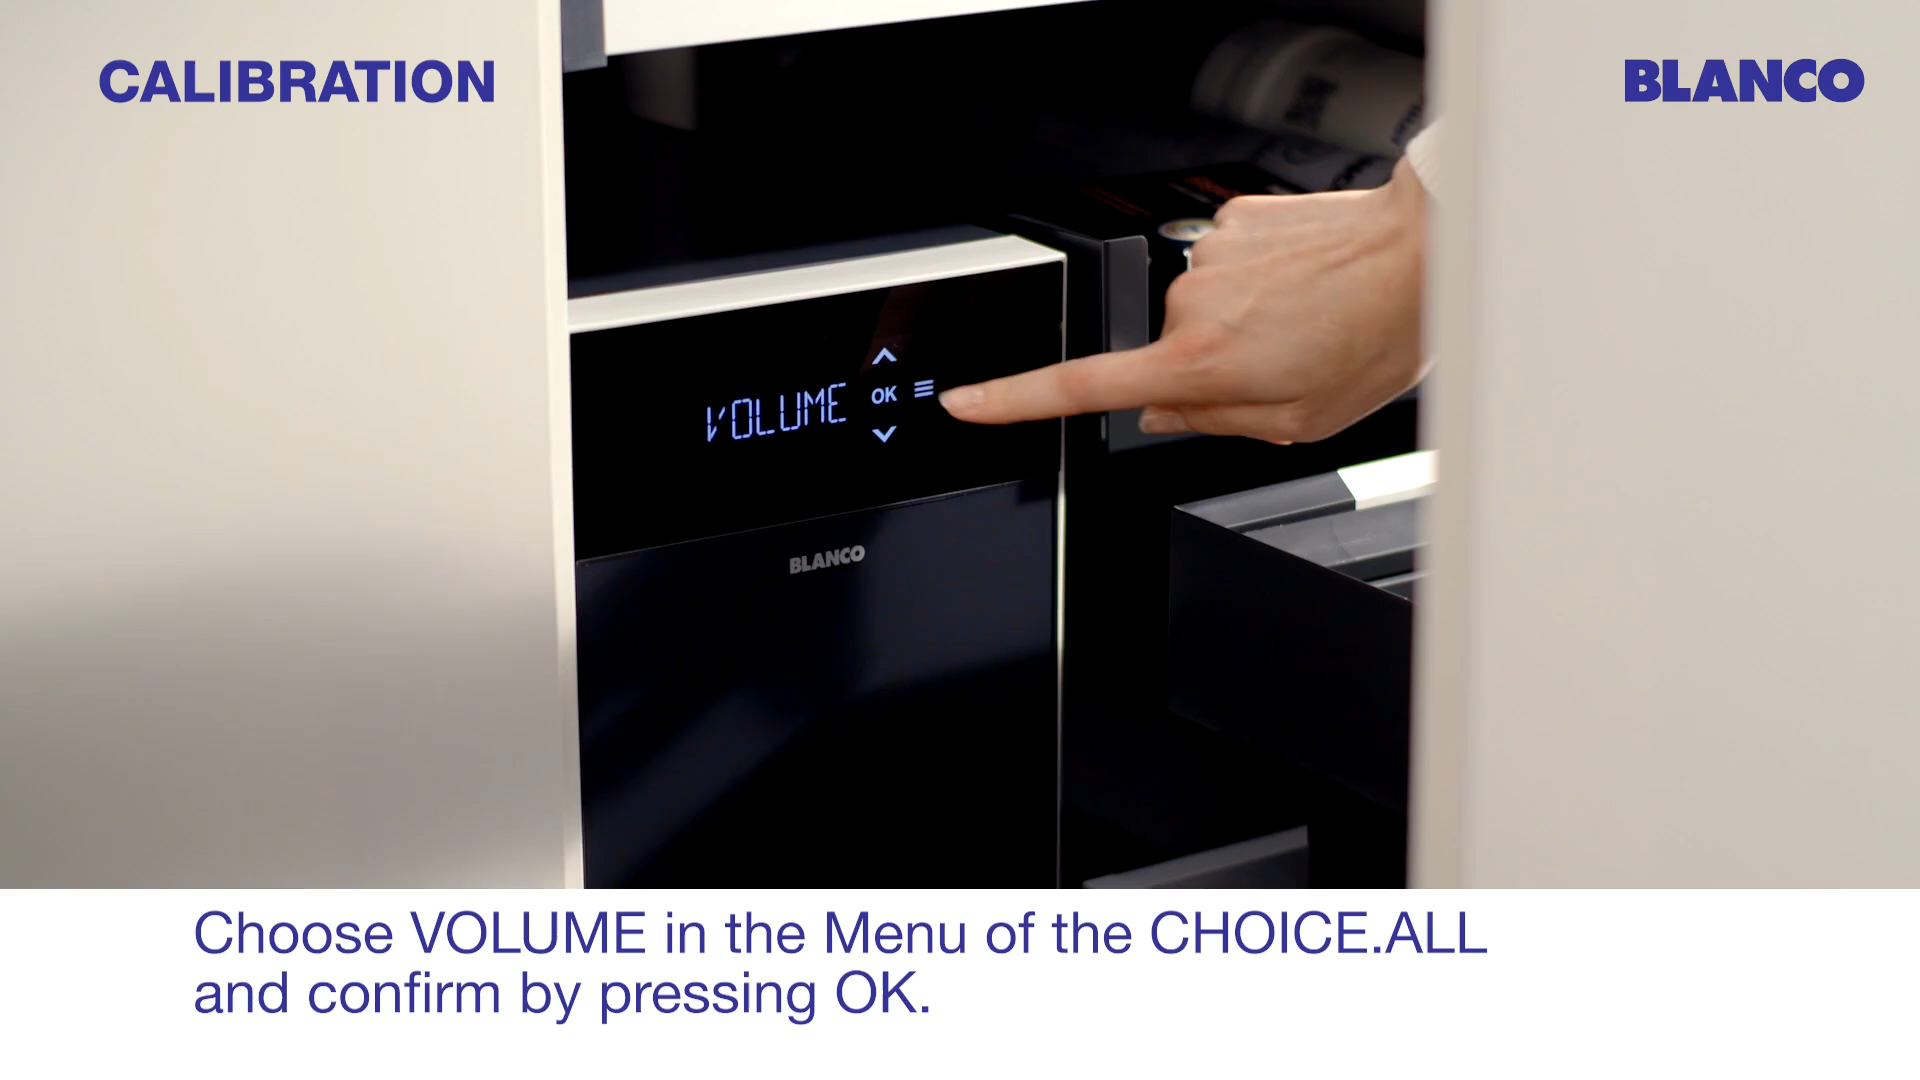 CALIBRATION
BLANCO
VOLUME
OK
BLANCO
Choose VOLUME in the Menu of the CHOICE.ALL
and confirm by pressing OK.